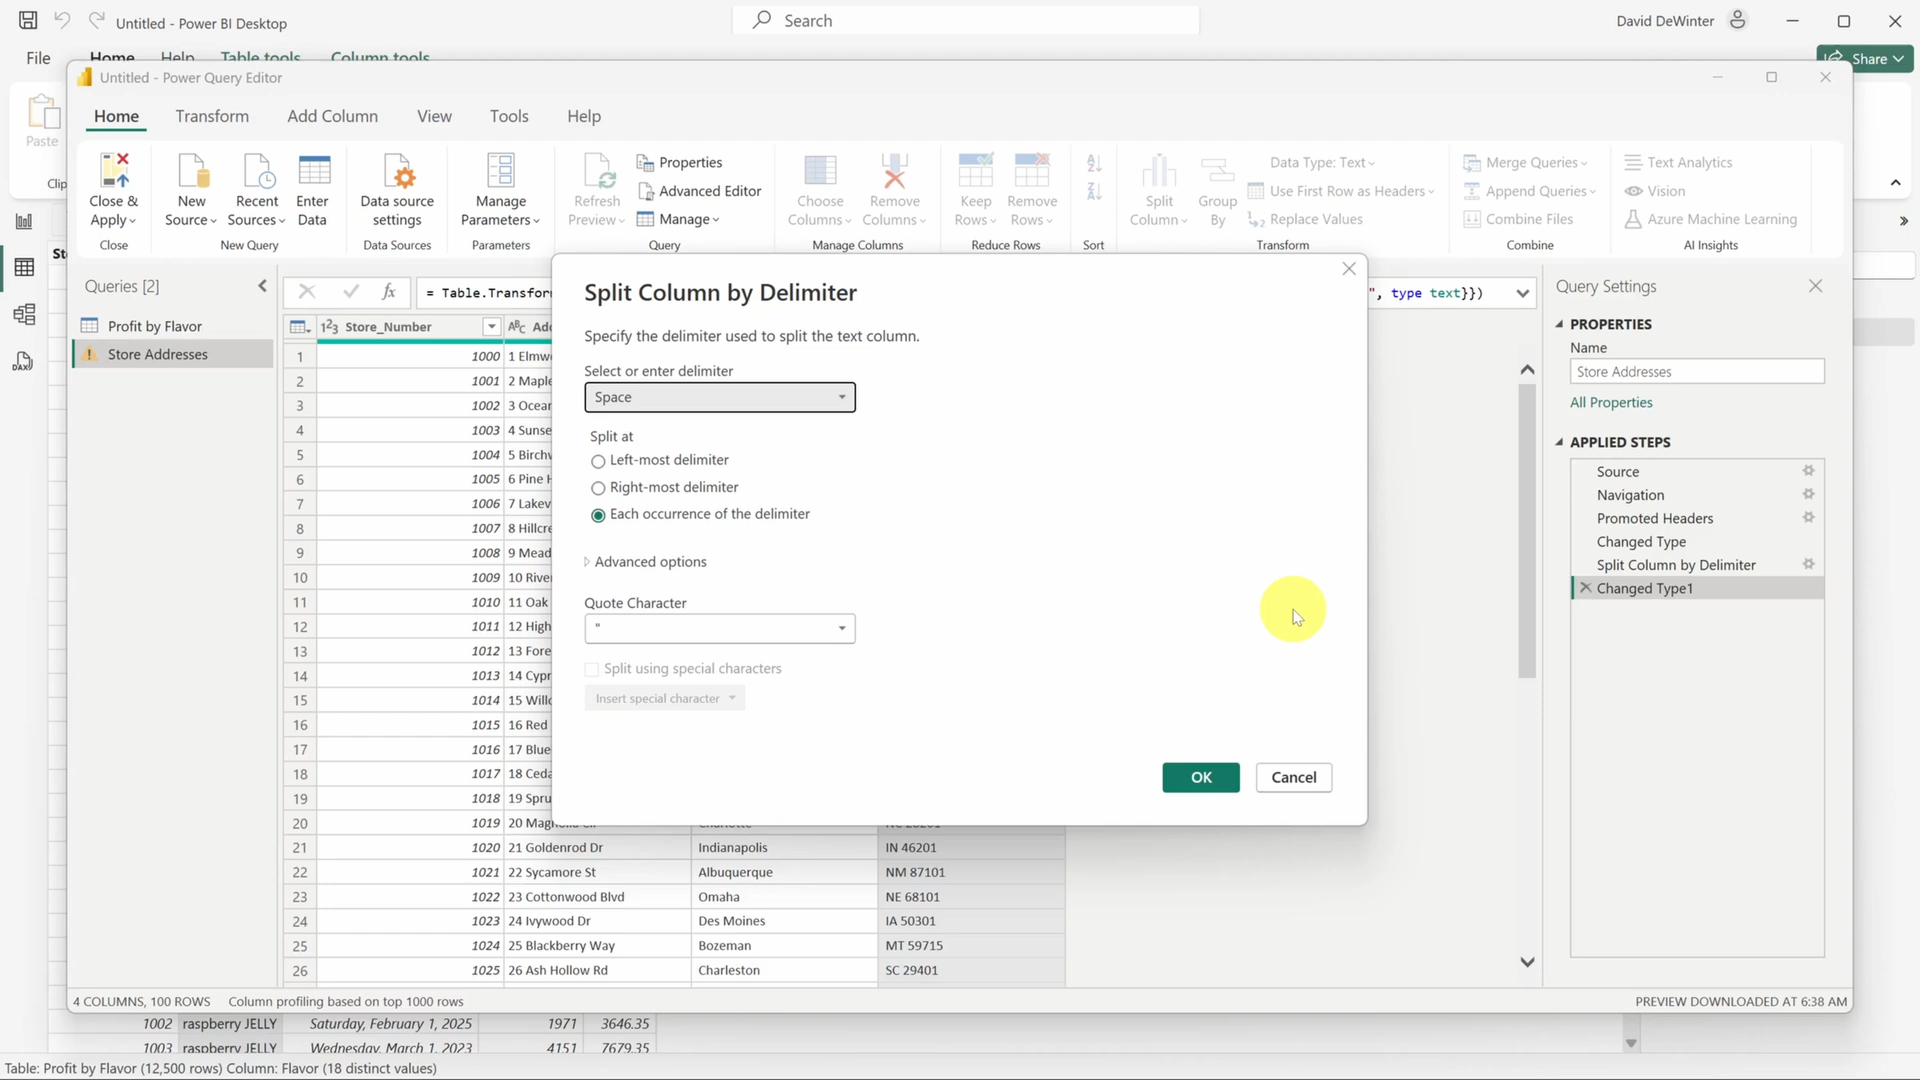 Untitled - Power BI Desktop
Search
David DeWinter
File
Home
Help
Table tools
Column tools
Share
Paste
Untitled - Power Query Editor
Home
Transform
Add Column
View
Tools
Help
Close &
Apply
Close
New
Source
Recent
Sources
Enter
Data
New Query
Data source
settings
Data Sources
Manage
Parameters
Parameters
Refresh
Preview
Properties
Advanced Editor
Manage
Query
Choose
Columns
Remove
Columns
Manage Columns
Keep
Rows
Remove
Rows
Reduce Rows
Sort
Split
Column
Group
By
Data Type: Text
Use First Row as Headers
Replace Values
Transform
Merge Queries
Append Queries
Combine Files
Combine
Text Analytics
Vision
Azure Machine Learning
AI Insights
Queries [2]
Profit by Flavor
Store Addresses
fx
= Table.Transform
", type text}})
Store_Number
1 1000 1 Elmw
2 1001 2 Maple
3 1002 3 Ocean
4 1003 4 Sunse
5 1004 5 Birchw
6 1005 6 Pine H
7 1006 7 Lakev
8 1007 8 Hillcre
9 1008 9 Mead
10 1009 10 River
11 1010 11 Oak
12 1011 12 High
13 1012 13 Fore
14 1013 14 Cypr
15 1014 15 Willo
16 1015 16 Red
17 1016 17 Blue
18 1017 18 Ceda
19 1018 19 Spru
20 1019 20 Magnolia Cir Charlotte NC 28201
21 1020 21 Goldenrod Dr Indianapolis IN 46201
22 1021 22 Sycamore St Albuquerque NM 87101
23 1022 23 Cottonwood Blvd Omaha NE 68101
24 1023 24 Ivywood Dr Des Moines IA 50301
25 1024 25 Blackberry Way Bozeman MT 59715
26 1025 26 Ash Hollow Rd Charleston SC 29401
Split Column by Delimiter
Specify the delimiter used to split the text column.
Select or enter delimiter
Space
Split at
Left-most delimiter
Right-most delimiter
Each occurrence of the delimiter
Advanced options
Quote Character
"
Split using special characters
Insert special character
OK
Cancel
Query Settings
PROPERTIES
Name
Store Addresses
All Properties
APPLIED STEPS
Source
Navigation
Promoted Headers
Changed Type
Split Column by Delimiter
Changed Type1
4 COLUMNS, 100 ROWS
Column profiling based on top 1000 rows
PREVIEW DOWNLOADED AT 6:38 AM
1002 raspberry JELLY Saturday, February 1, 2025 1971 3646.35
1003 raspberry JELLY Wednesday, March 1, 2023 4151 7679.35
Table: Profit by Flavor (12,500 rows) Column: Flavor (18 distinct values)